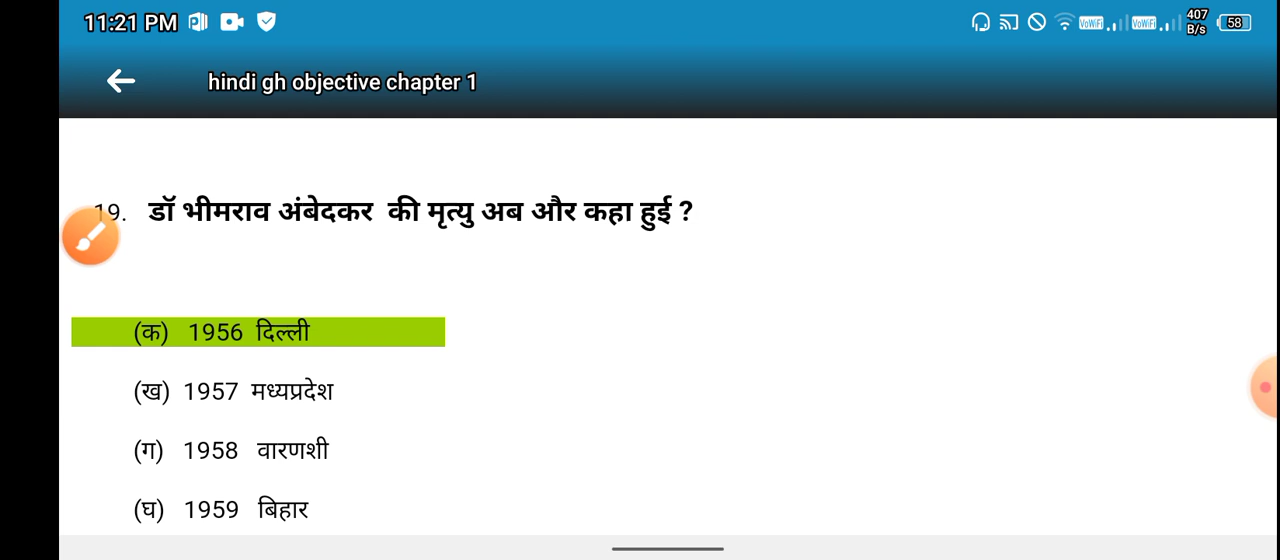 11:21 PM
407
B/s
58
hindi gh objective chapter 1
19. डॉ भीमराव अंबेदकर की मृत्यु अब और कहा हुई ?
(क) 1956 दिल्ली
(ख) 1957 मध्यप्रदेश
(ग) 1958 वारणशी
(घ) 1959 बिहार